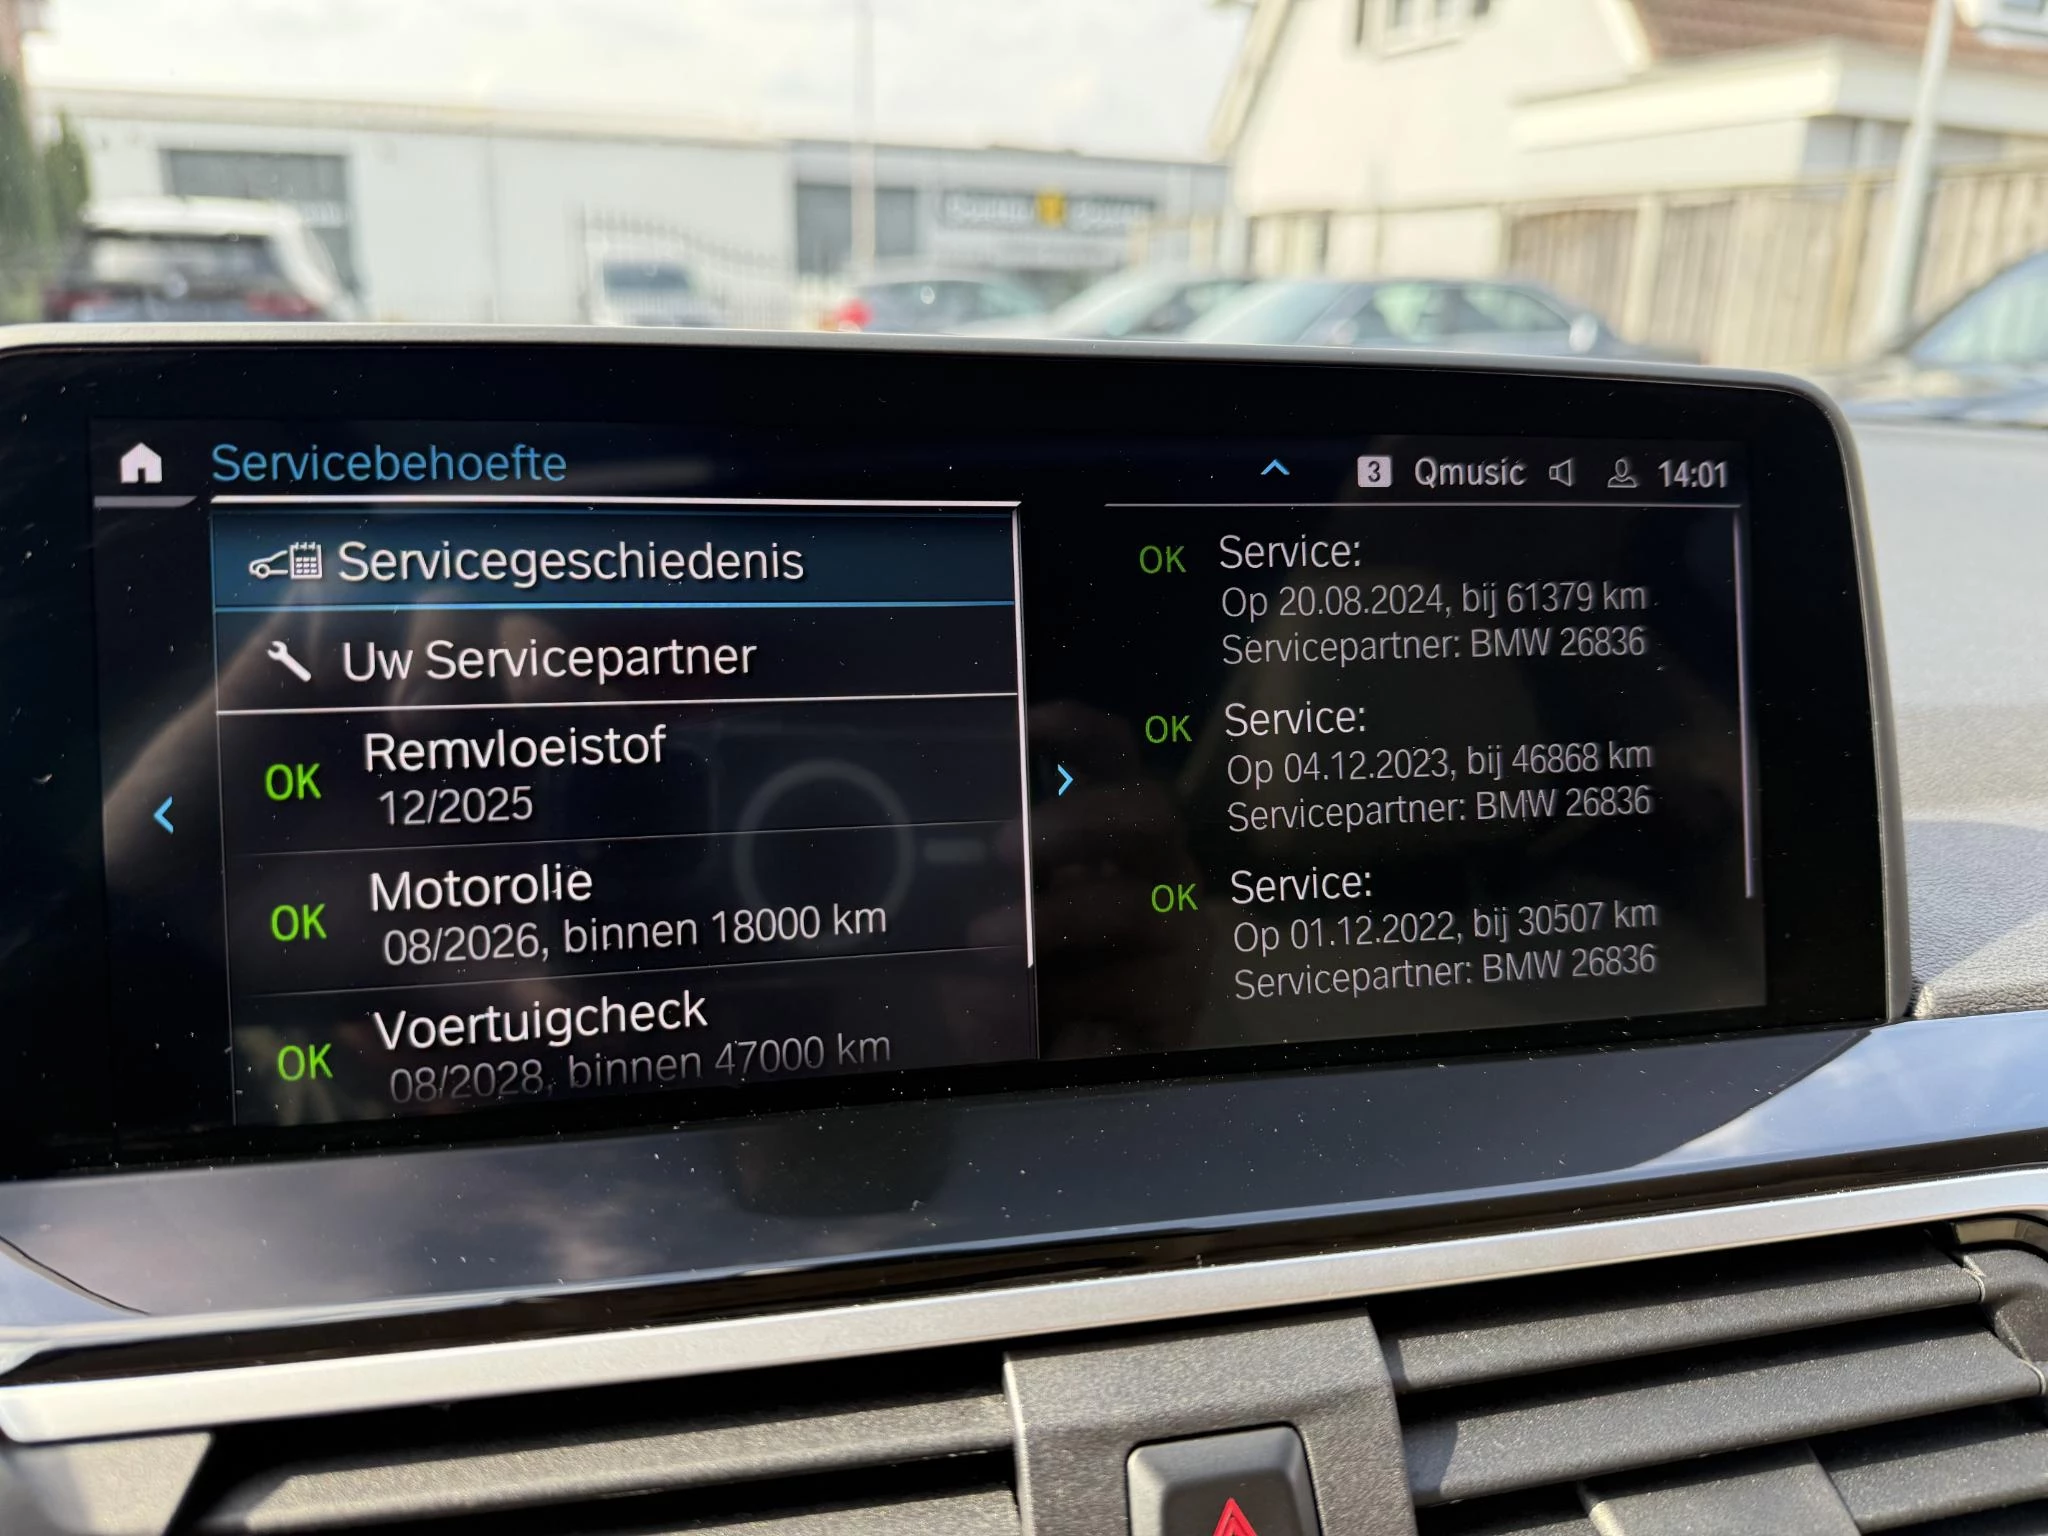 Servicebehoefte
3 Qmusic 14:01
Servicegeschiedenis
Uw Servicepartner
OK Remvloeistof
12/2025
OK Motorolie
08/2026, binnen 18000 km
OK Voertuigcheck
08/2028, binnen 47000 km
OK Service:
Op 20.08.2024, bij 61379 km
Servicepartner: BMW 26836
OK Service:
Op 04.12.2023, bij 46868 km
Servicepartner: BMW 26836
OK Service:
Op 01.12.2022, bij 30507 km
Servicepartner: BMW 26836